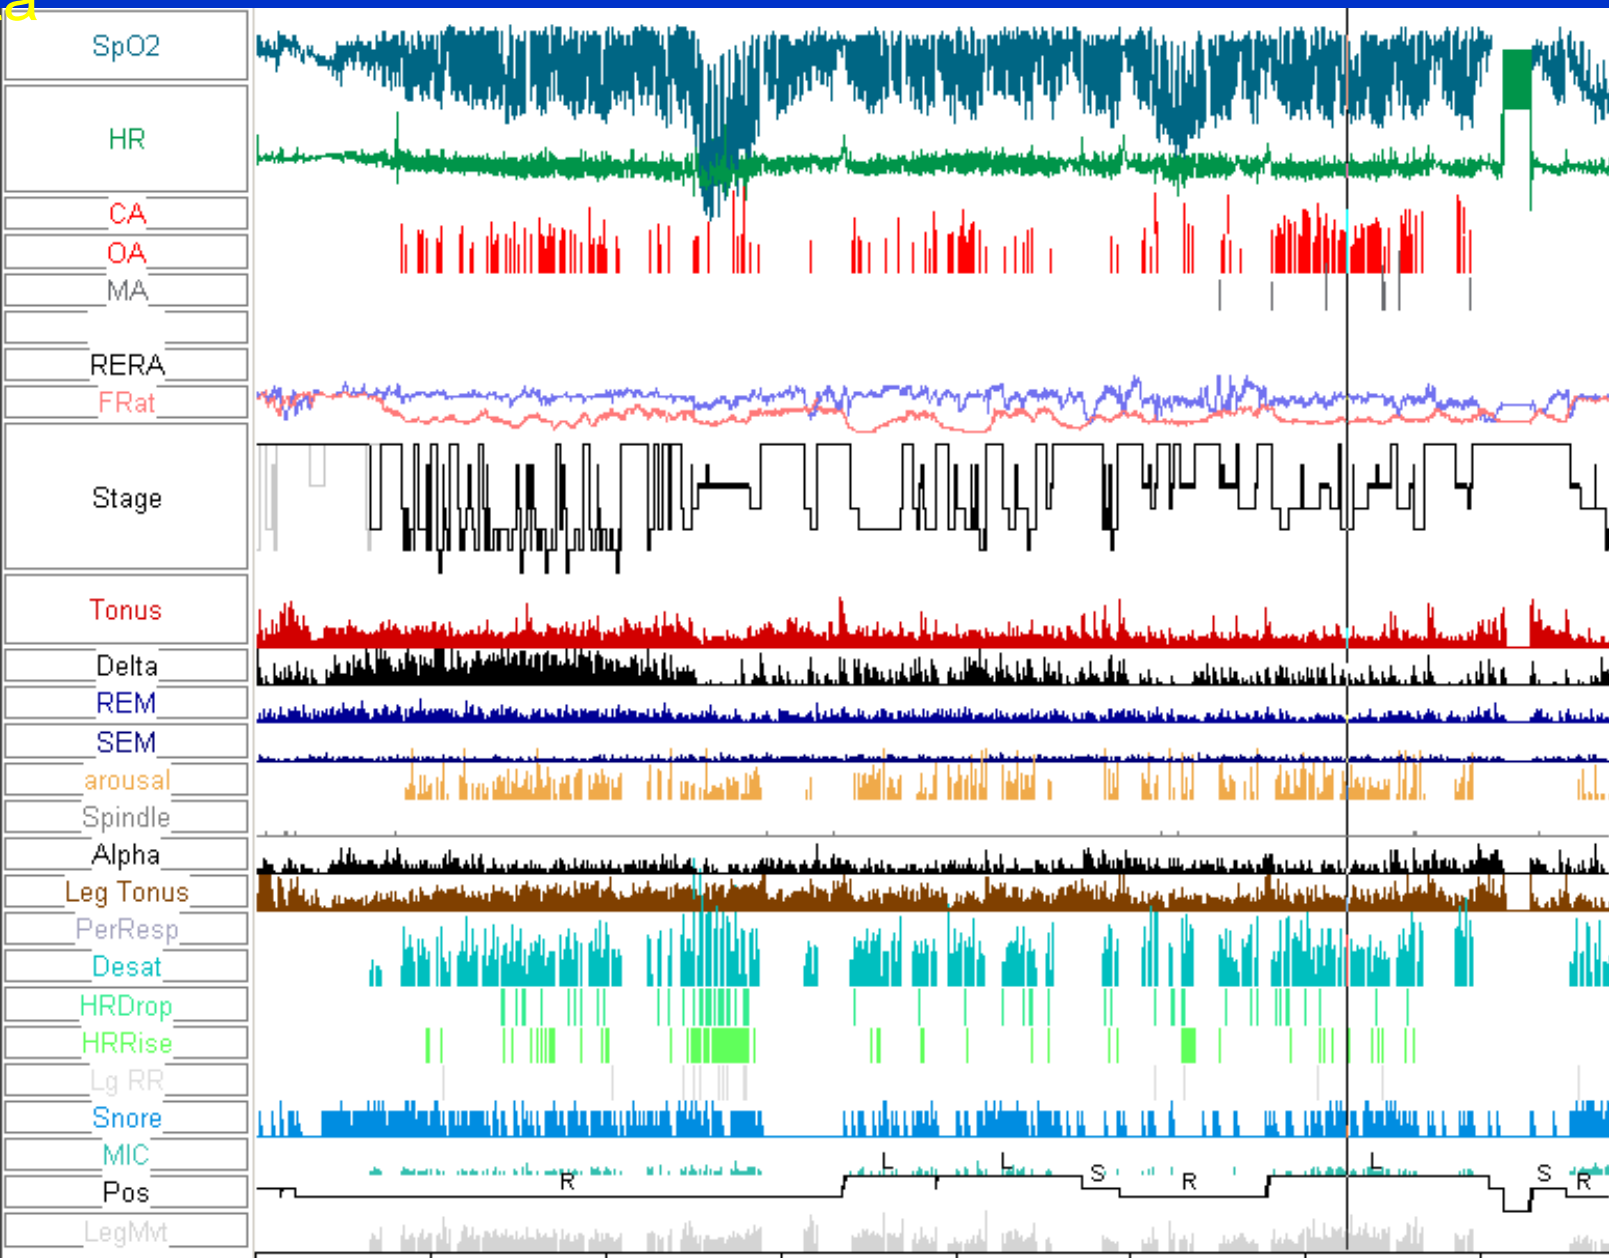 a
SpO2
HR
CA
OA
MA
RERA
FRat
Stage
Tonus
Delta
REM
SEM
arousal
Spindle
Alpha
Leg Tonus
PerResp
Desat
HRDrop
HRRise
Lg RR
Snore
MIC
L L S L S
R R R
Pos
LegMvt